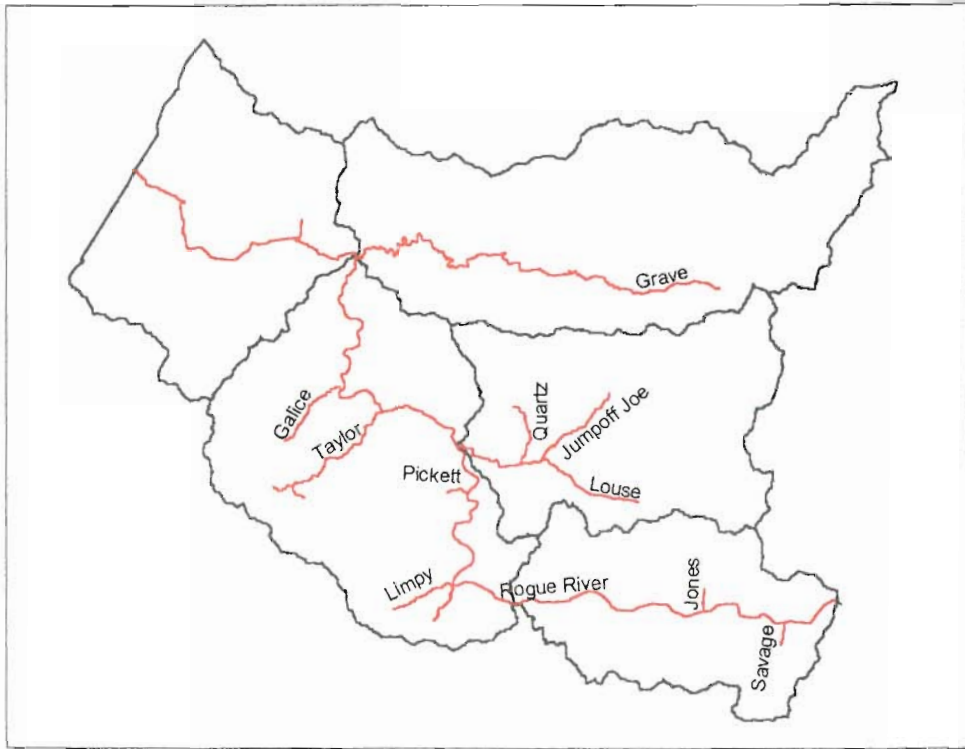 Grave
Galice
Taylor
Quartz
Jumpoff Joe
Pickett
Louse
Limpy
Rogue River
Jones
Savage